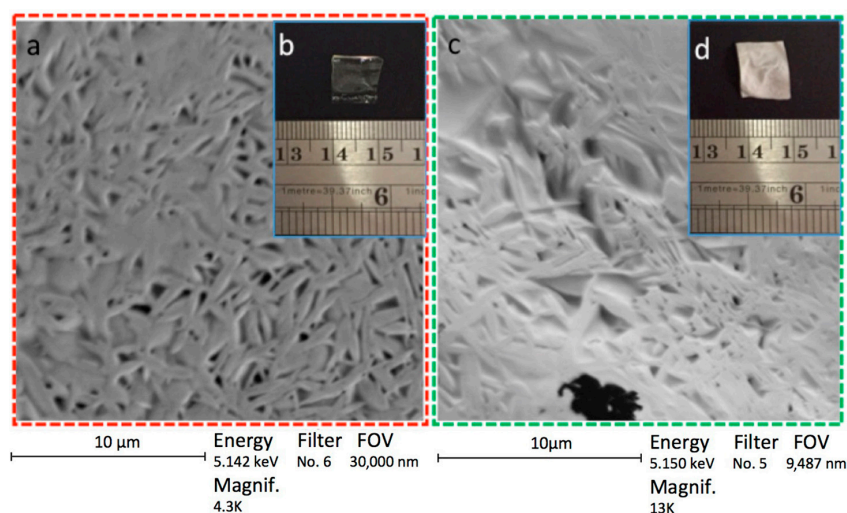 a
b
13 14 15 1
1metre=39.37inch
6
c
d
13 14 15 1
1metre=39.37inch 1inc
6
10 µm
Energy Filter FOV
5.142 keV No. 6 30,000 nm
Magnif.
4.3K
10µm
Energy Filter FOV
5.150 keV No. 5 9,487 nm
Magnif.
13K